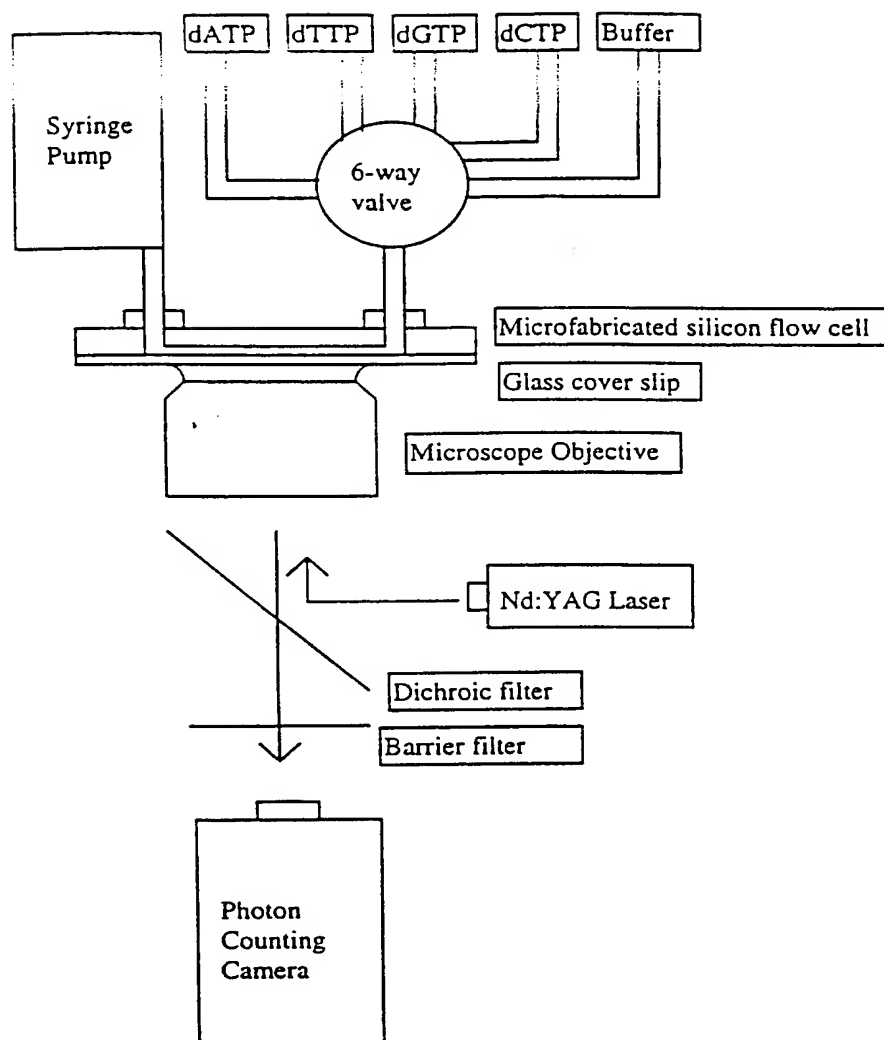 dATP dTTP dGTP dCTP Buffer
Syringe
Pump
6-way
valve
Microfabricated silicon flow cell
Glass cover slip
Microscope Objective
Nd:YAG Laser
Dichroic filter
Barrier filter
Photon
Counting
Camera